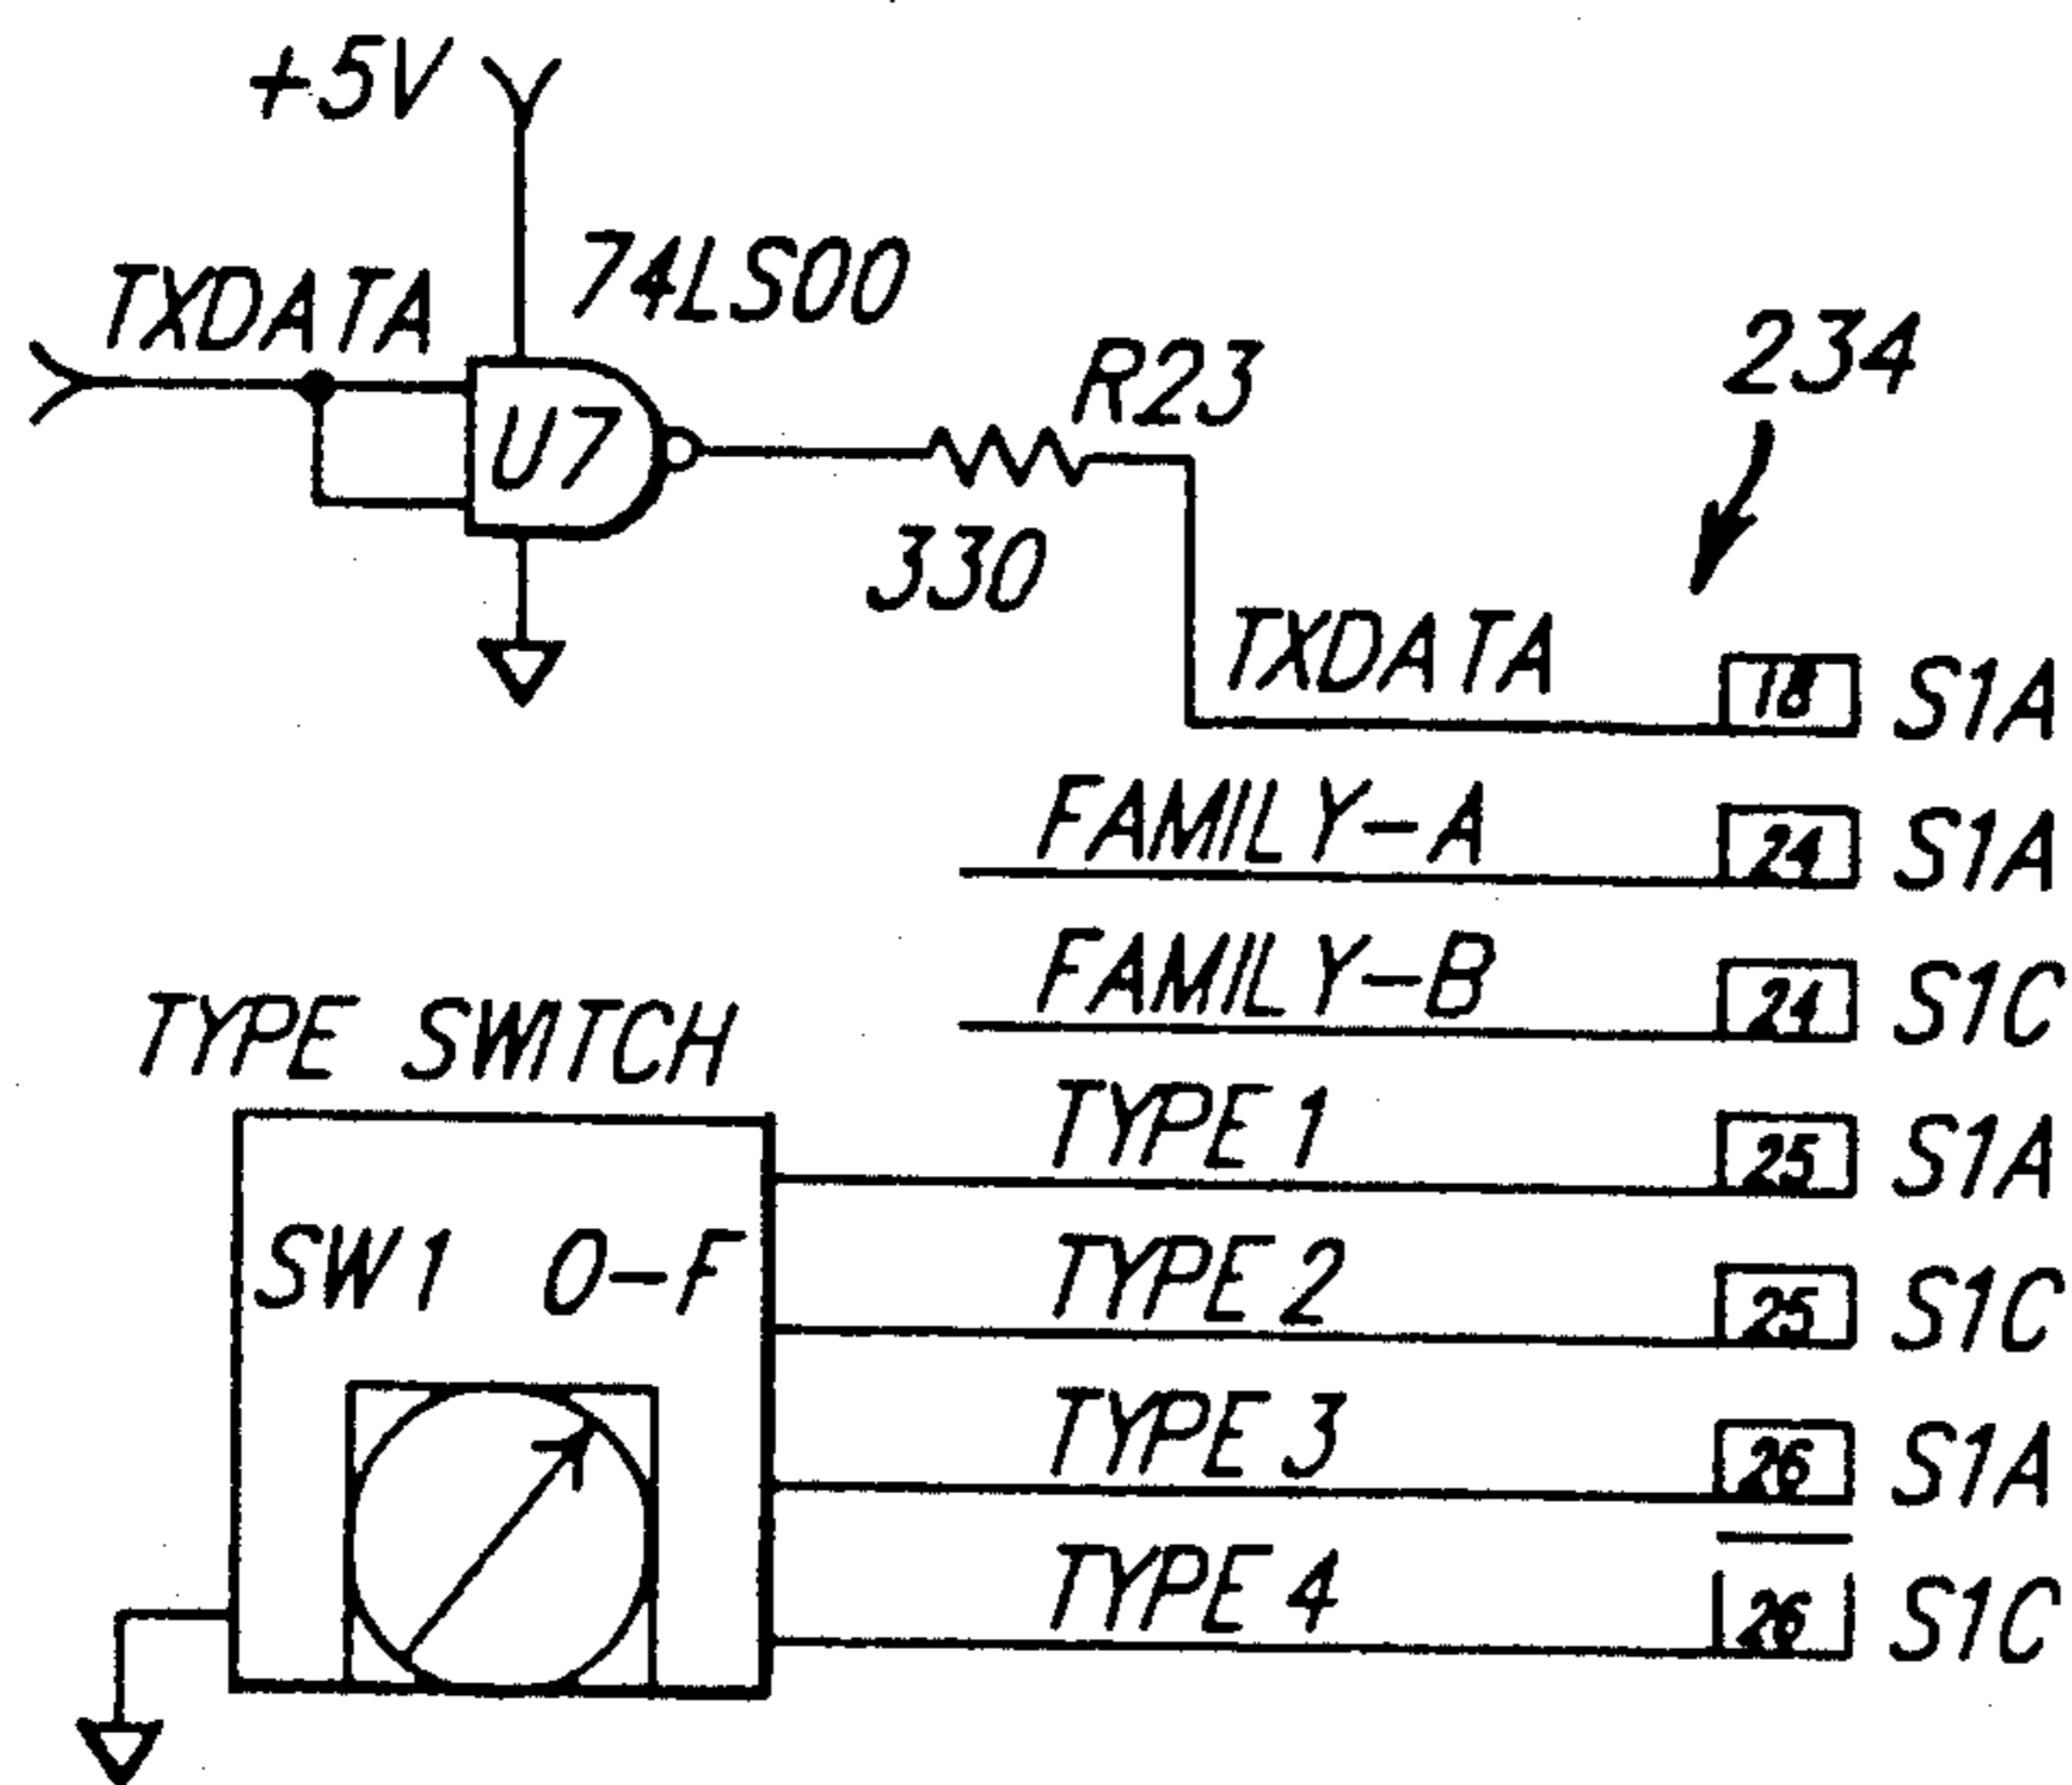 +5V
74LS00
TXDATA
U7
R23
330
234
TXDATA 18 S1A
FAMILY-A 24 S1A
FAMILY-B 24 S1C
TYPE SWITCH
TYPE 1 25 S1A
SW1 0-F
TYPE 2 25 S1C
TYPE 3 26 S1A
TYPE 4 26 S1C